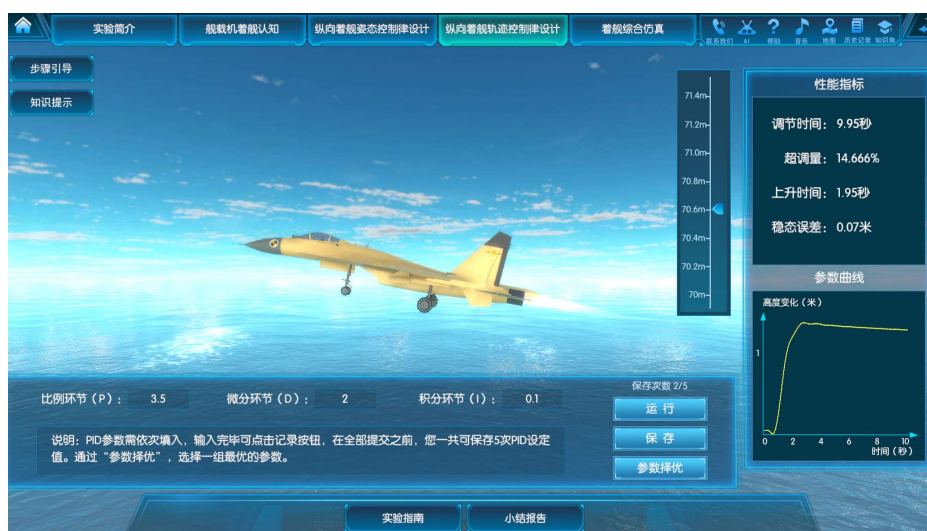 实验简介
舰载机着舰认知
纵向着舰姿态控制律设计
纵向着舰轨迹控制律设计
着舰综合仿真
联系我们
AI
帮助
音乐
地图
历史记录
知识角
步骤引导
知识提示
71.4m
71.2m
71.0m
70.8m
70.6m
70.4m
70.2m
70m
性能指标
调节时间: 9.95秒
超调量: 14.666%
上升时间: 1.95秒
稳态误差: 0.07米
参数曲线
高度变化(米)
1
0 2 4 6 8 10
时间(秒)
比例环节(P): 3.5 微分环节(D): 2 积分环节(I): 0.1
说明: PID参数需依次填入, 输入完毕可点击记录按钮, 在全部提交之前, 您一共可保存5次PID设定
值。通过“参数择优”, 选择一组最优的参数。
保存次数 2/5
运行
保存
参数择优
实验指南
小结报告